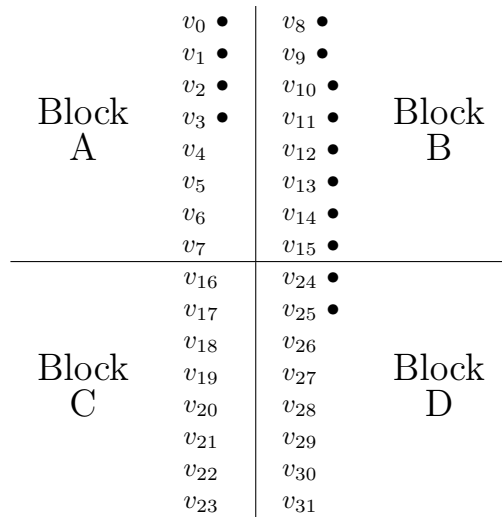 v0 • v8 •
v1 • v9 •
v2 • v10 •
Block v3 • v11 • Block
A v4 v12 • B
v5 v13 •
v6 v14 •
v7 v15 •
v16 v24 •
v17 v25 •
v18 v26
Block v19 v27 Block
C v20 v28 D
v21 v29
v22 v30
v23 v31